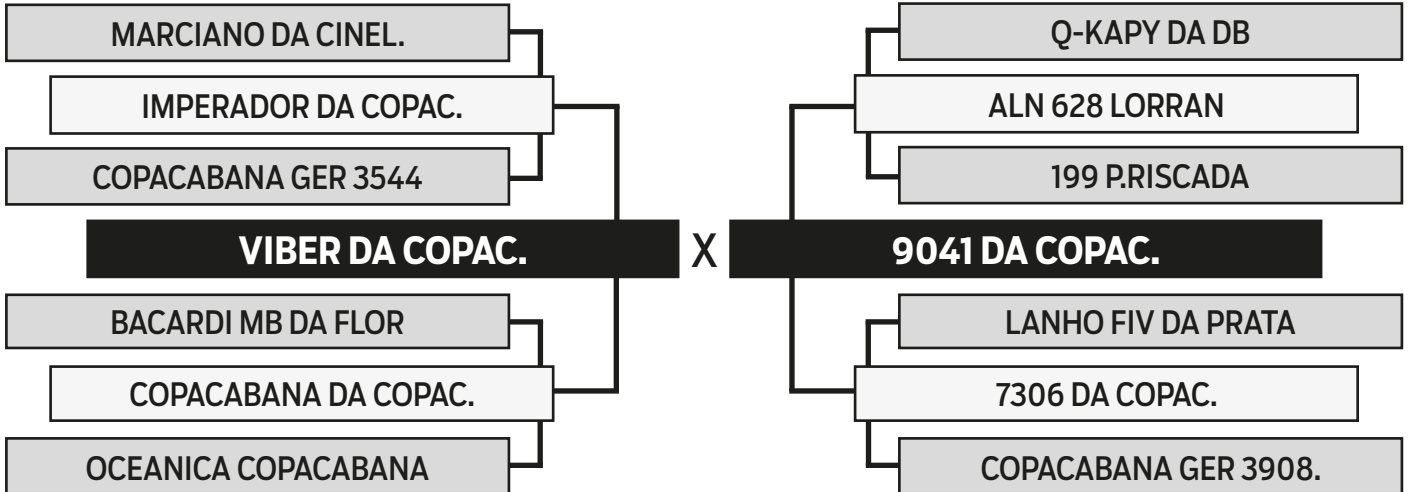 MARCIANO DA CINEL.
IMPERADOR DA COPAC.
COPACABANA GER 3544
VIBER DA COPAC.
BACARDI MB DA FLOR
COPACABANA DA COPAC.
OCEANICA COPACABANA
X
Q-KAPY DA DB
ALN 628 LORRAN
199 P.RISCADA
9041 DA COPAC.
LANHO FIV DA PRATA
7306 DA COPAC.
COPACABANA GER 3908.